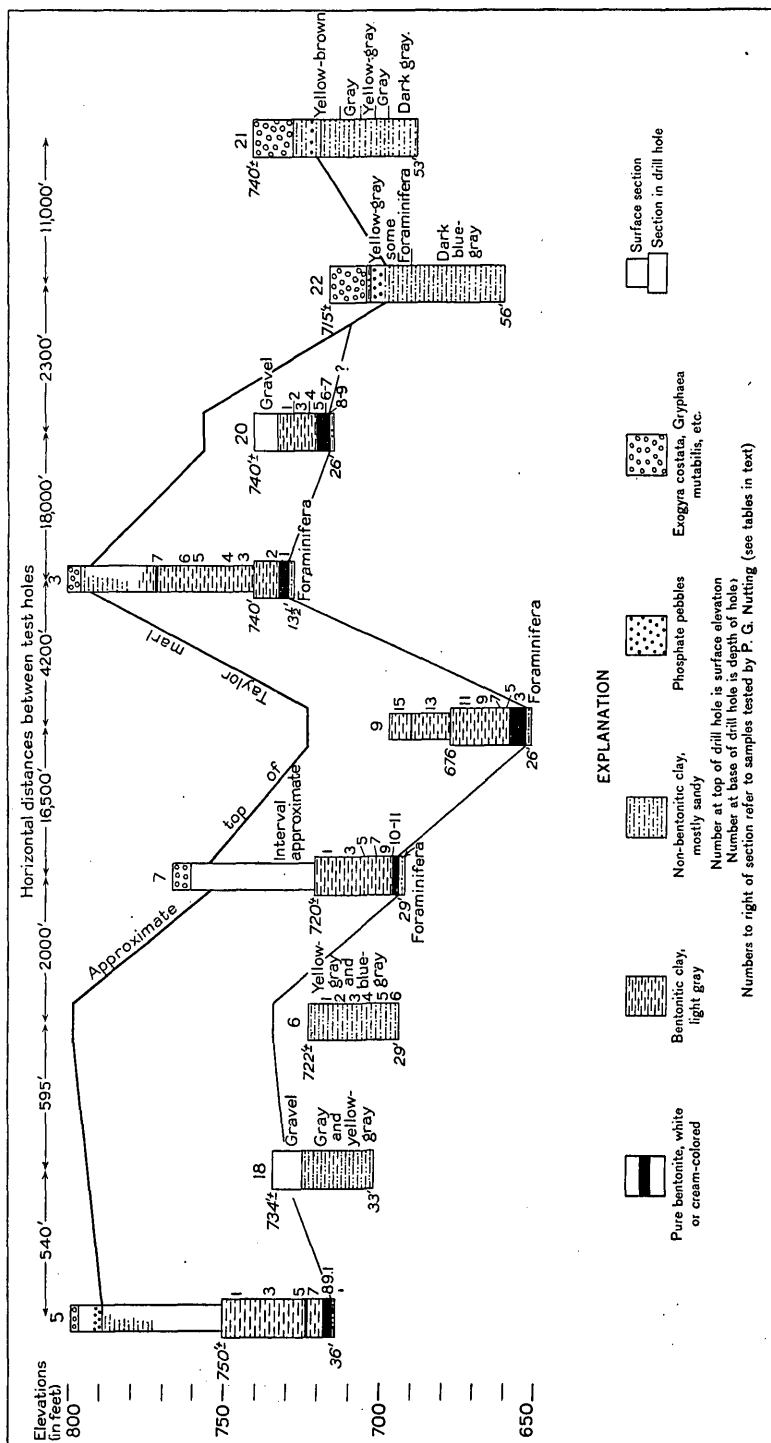 Horizontal distances between test holes
540'
595'
2000'
16,500'
4200'
18,000'
2300'
11,000'
Elevations
(in feet)
800
750
700
650
5
750'±
1
3
5
7
89.1
36'
18
734'±
Gravel
Gray
and
yellow-
gray
33'
6
722'±
Yellow-
gray
and
blue-
gray
1
2
3
4
5
6
29'
Approximate top of Taylor marl
7
Interval
approximate
720'±
1
3
5
7
9
10-11
29'
Foraminifera
9
15
13
676'
11
9
7
5
3
26'
Foraminifera
3
7
6
5
4
3
740'
2
1
13½'
Foraminifera
20
740'±
Gravel
1
2
3
4
5
6-7
8-9
26'
?
22
715'±
Yellow-gray
some
Foraminifera
Dark
blue-
gray
56'
21
740'±
Yellow-brown
Gray
Yellow-gray
Gray
Dark gray.
53'
EXPLANATION
Pure bentonite, white
or cream-colored
Bentonitic clay,
light gray
Non-bentonitic clay,
mostly sandy
Phosphate pebbles
Exogyra costata, Gryphaea
mutabilis, etc.
Surface section
Section in drill hole
Number at top of drill hole is surface elevation
Number at base of drill hole is depth of hole
Numbers to right of section refer to samples tested by P. G. Nutting (see tables in text)